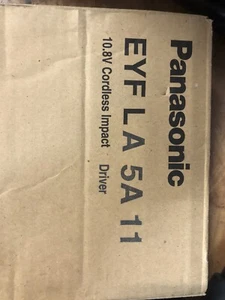 Panasonic
EYFLA5A11
10.8V Cordless Impact Driver